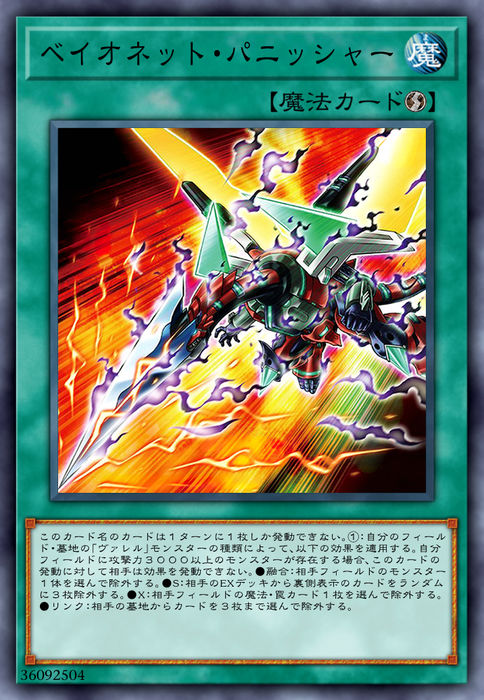 ベイオネット・パニッシャー 魔
【魔法カード】
このカード名のカードは1ターンに1枚しか発動できない。①:自分のフィール
ド・墓地の「ヴァレル」モンスターの種類によって、以下の効果を適用する。自分
フィールドに攻撃力3000以上のモンスターが存在する場合、このカードの
発動に対して相手は効果を発動できない。●融合:相手フィールドのモンスター
1体を選んで除外する。●S:相手のEXデッキから裏側表示のカードをランダム
に3枚除外する。●X:相手フィールドの魔法・罠カード1枚を選んで除外する。
●リンク:相手の墓地からカードを3枚まで選んで除外する。
36092504